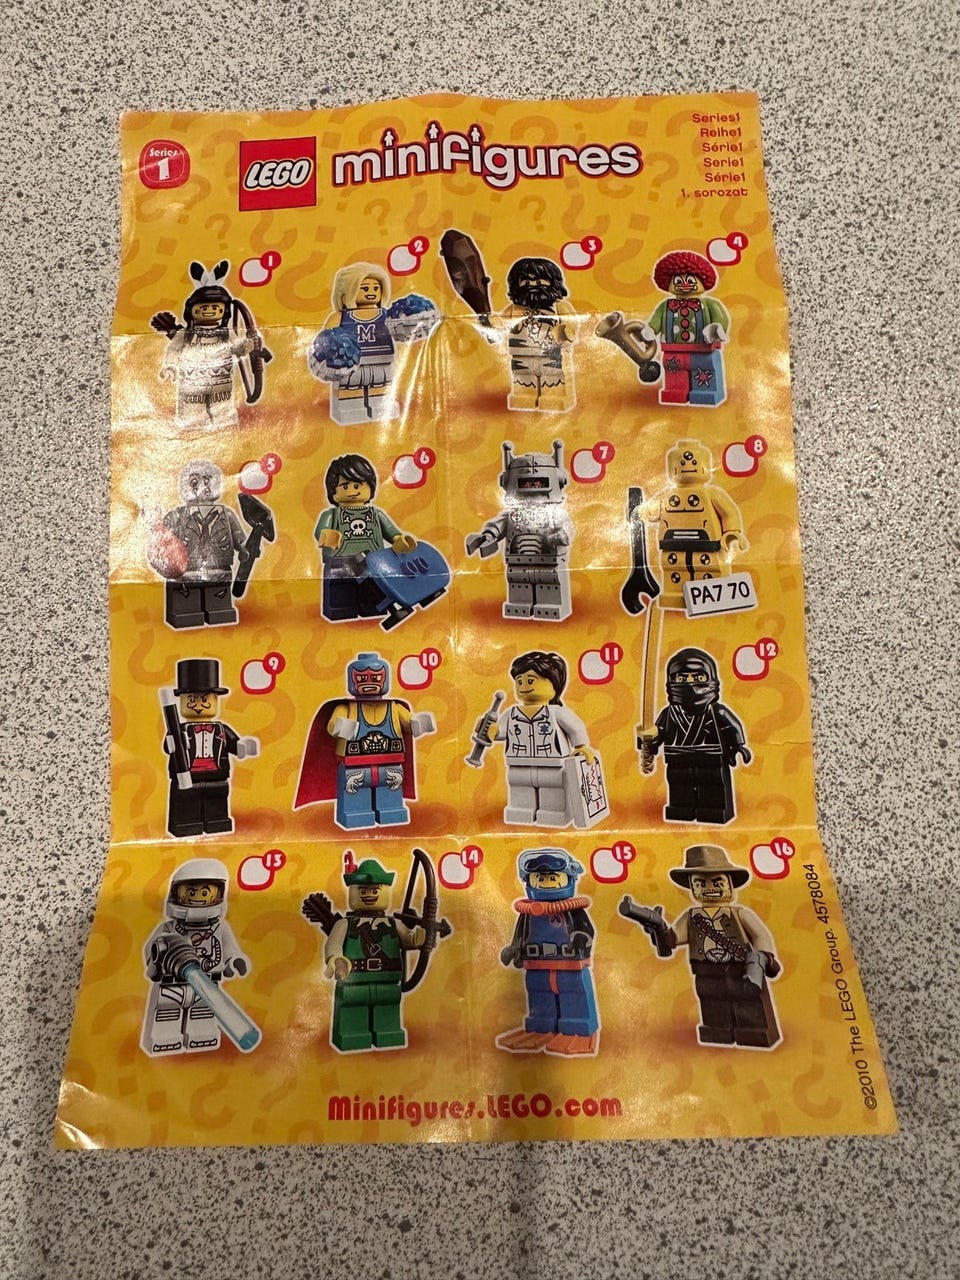 Series
1
LEGO
minifigures
Series1
Reihe1
Série1
Serie1
Série1
1. sorozat
1
2
3
4
M
5
6
7
8
PA7 70
9
10
11
12
13
14
15
16
Minifigures.LEGO.com
©2010 The LEGO Group. 4578084